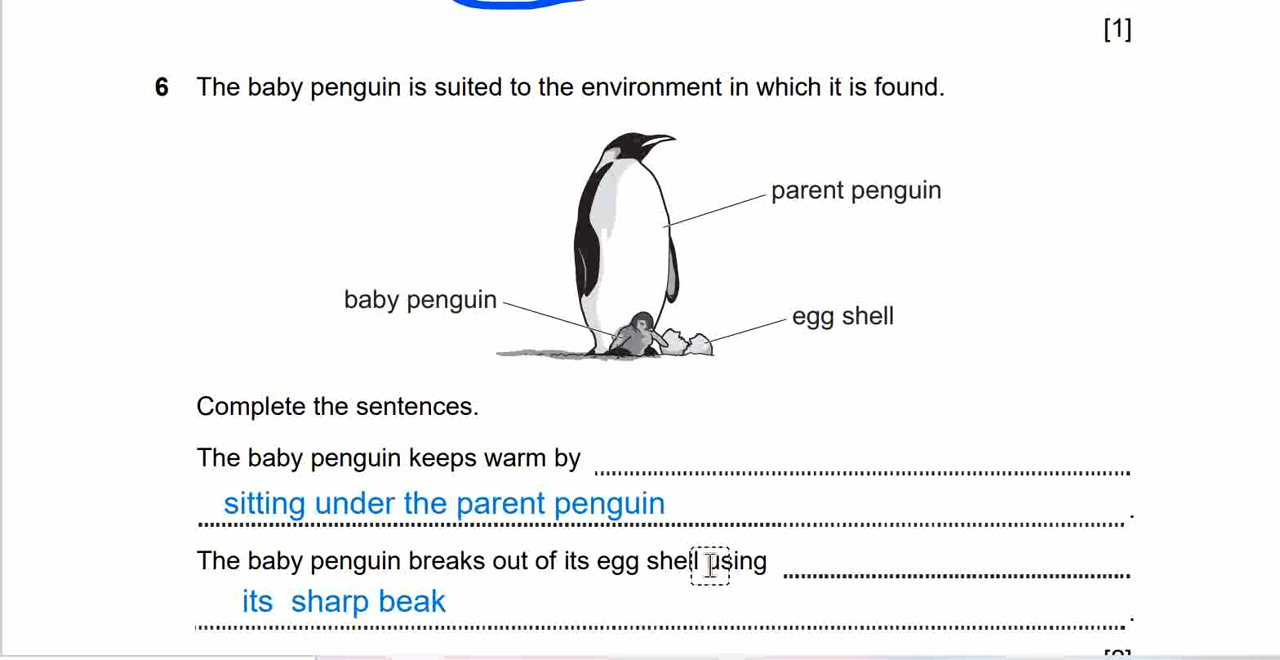 [1]
6 The baby penguin is suited to the environment in which it is found.
parent penguin
baby penguin
egg shell
Complete the sentences.
The baby penguin keeps warm by
sitting under the parent penguin.
The baby penguin breaks out of its egg shell using
its sharp beak.